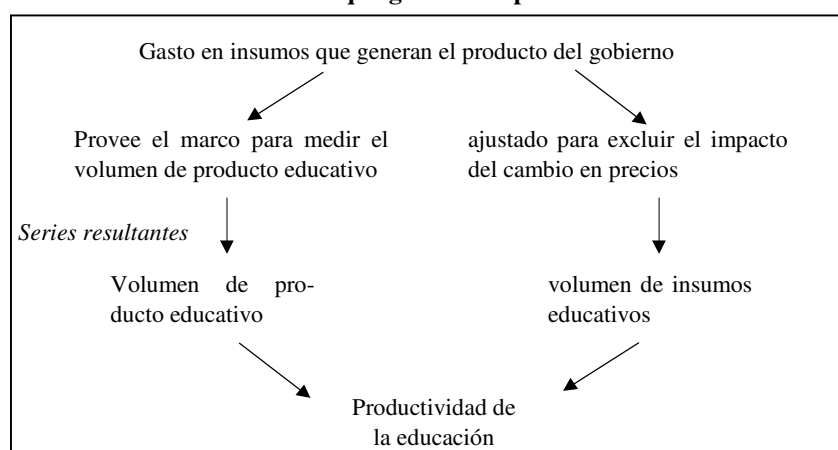 Gasto en insumos que generan el producto del gobierno
Provee el marco para medir el
volumen de producto educativo
ajustado para excluir el impacto
del cambio en precios
Series resultantes
Volumen de pro-
ducto educativo
volumen de insumos
educativos
Productividad de
la educación